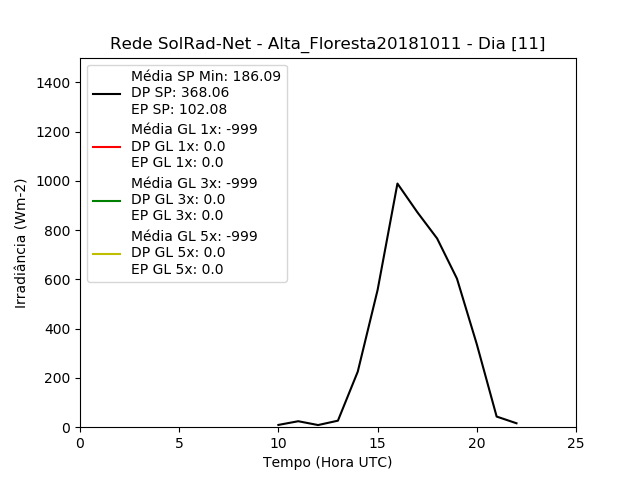 Rede SolRad-Net - Alta_Floresta20181011 - Dia [11]
Média SP Min: 186.09
DP SP: 368.06
EP SP: 102.08
Média GL 1x: -999
DP GL 1x: 0.0
EP GL 1x: 0.0
Média GL 3x: -999
DP GL 3x: 0.0
EP GL 3x: 0.0
Média GL 5x: -999
DP GL 5x: 0.0
EP GL 5x: 0.0
Irradiância (Wm-2)
1400
1200
1000
800
600
400
200
0
0 5 10 15 20 25
Tempo (Hora UTC)